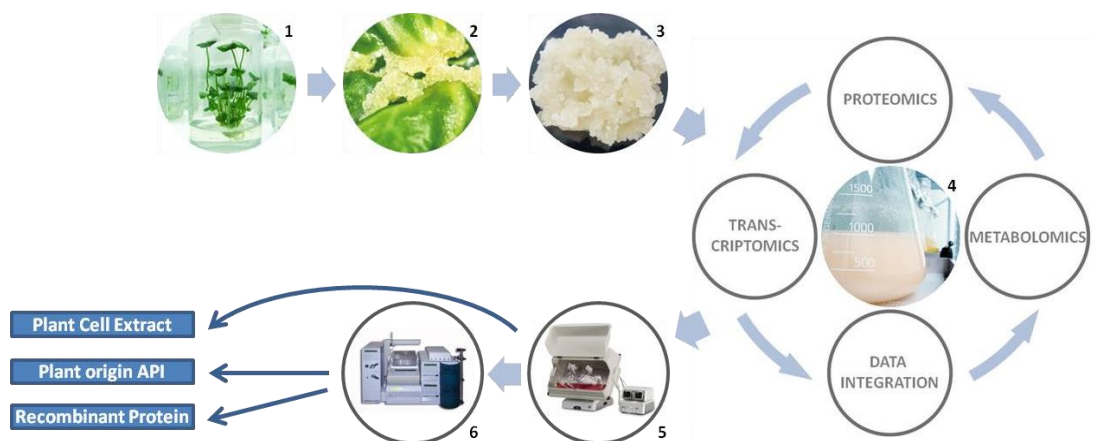 1
2
3
PROTEOMICS
4
1500
1000
500
TRANS-
CRIPTOMICS
METABOLOMICS
DATA
INTEGRATION
Plant Cell Extract
Plant origin API
Recombinant Protein
6
5